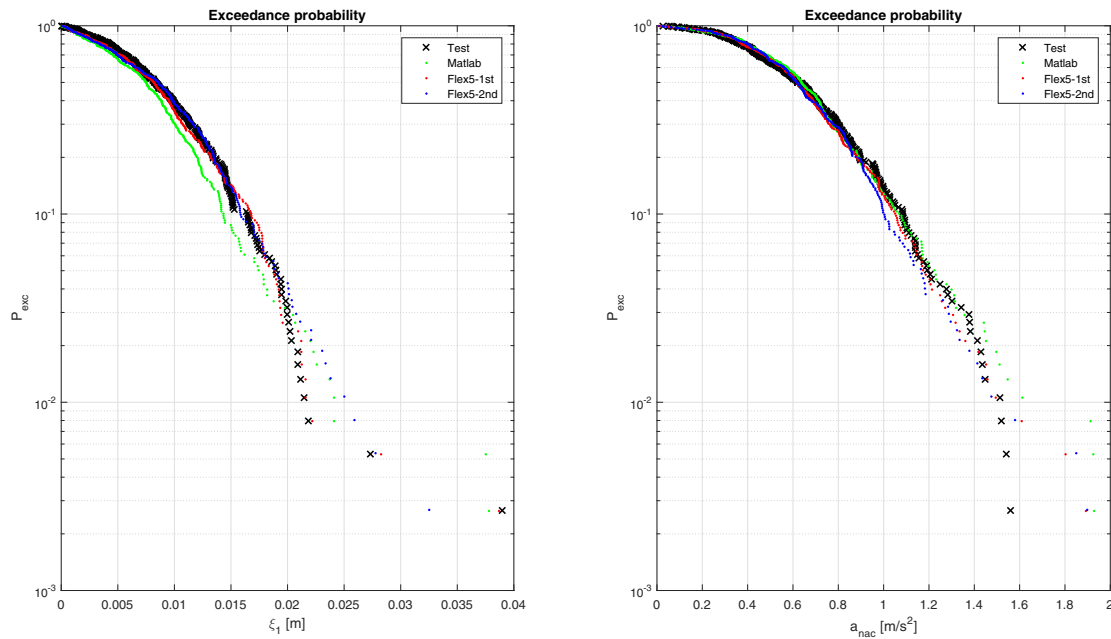 Exceedance probability
10^0
10^-1
10^-2
10^-3
P_exc
0 0.005 0.01 0.015 0.02 0.025 0.03 0.035 0.04
ξ_1 [m]
Test
Matlab
Flex5-1st
Flex5-2nd
Exceedance probability
10^0
10^-1
10^-2
10^-3
P_exc
0 0.2 0.4 0.6 0.8 1 1.2 1.4 1.6 1.8 2
a_nac [m/s^2]
Test
Matlab
Flex5-1st
Flex5-2nd